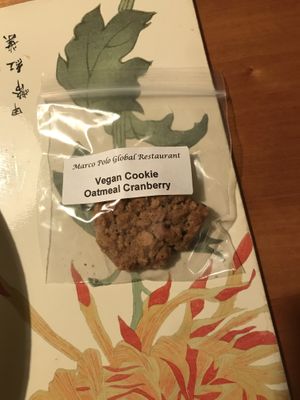 Marco Polo Global Restaurant
Vegan Cookie
Oatmeal Cranberry